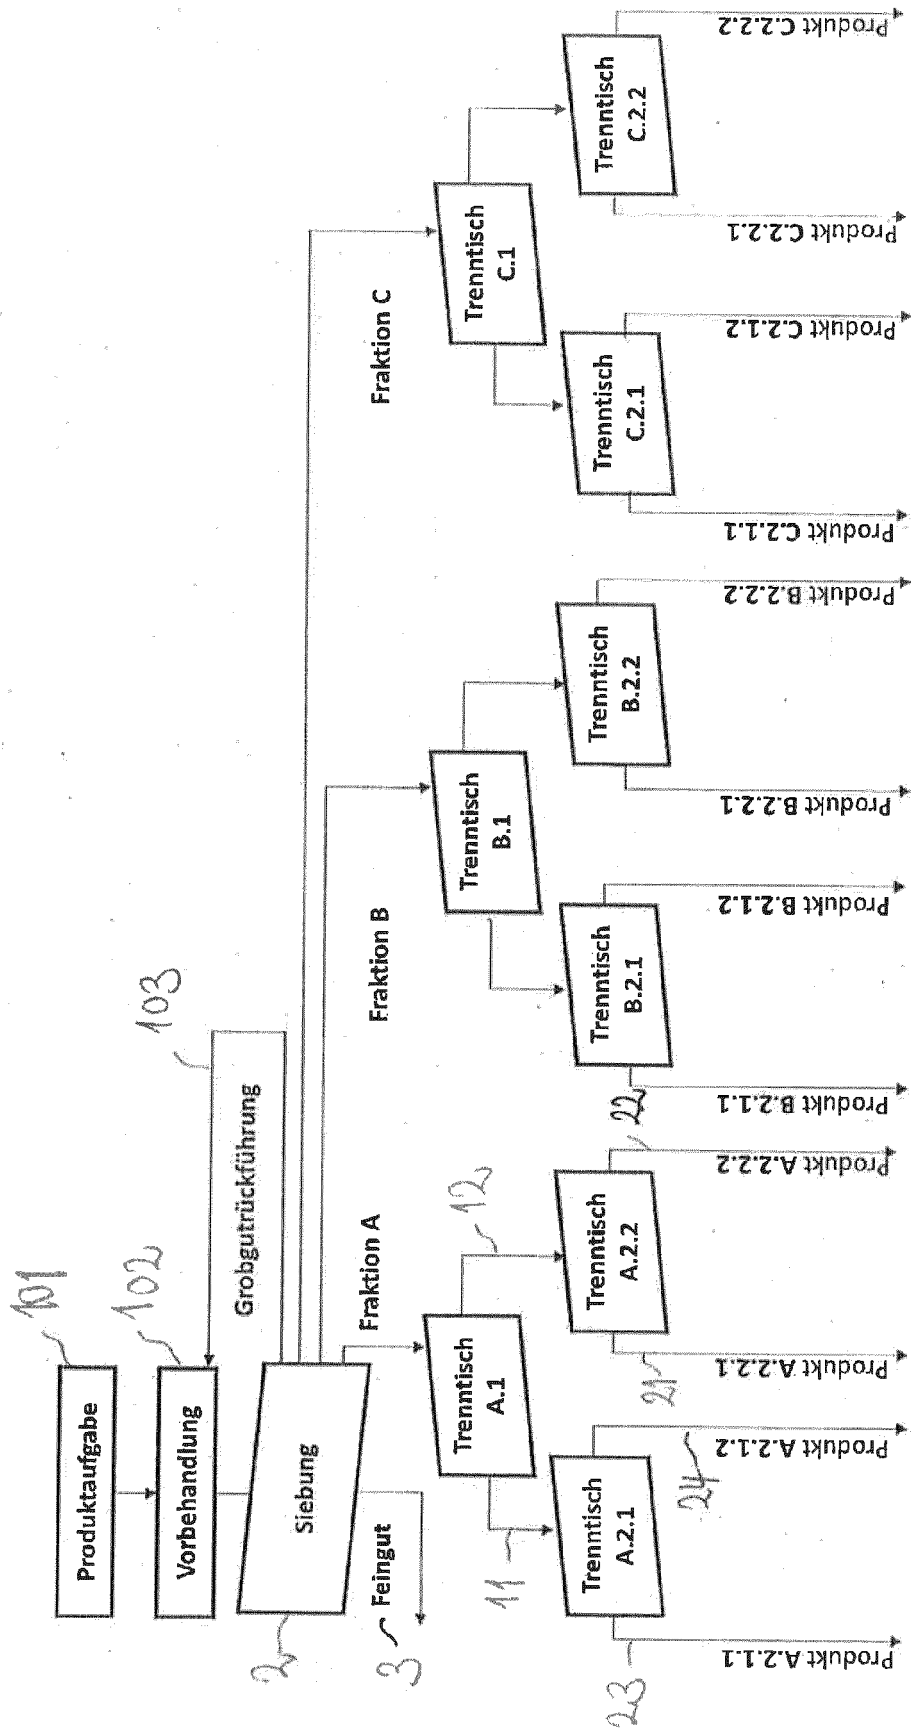 101
Produktaufgabe
102
Vorbehandlung
103
Grobgutrückführung
2
Siebung
3
Feingut
Fraktion A
Fraktion B
Fraktion C
Trenntisch
A.1
Trenntisch
B.1
Trenntisch
C.1
11
12
Trenntisch
A.2.1
Trenntisch
A.2.2
Trenntisch
B.2.1
Trenntisch
B.2.2
Trenntisch
C.2.1
Trenntisch
C.2.2
23
24
21
22
Produkt A.2.1.1
Produkt A.2.1.2
Produkt A.2.2.1
Produkt A.2.2.2
Produkt B.2.1.1
Produkt B.2.1.2
Produkt B.2.2.1
Produkt B.2.2.2
Produkt C.2.1.1
Produkt C.2.1.2
Produkt C.2.2.1
Produkt C.2.2.2